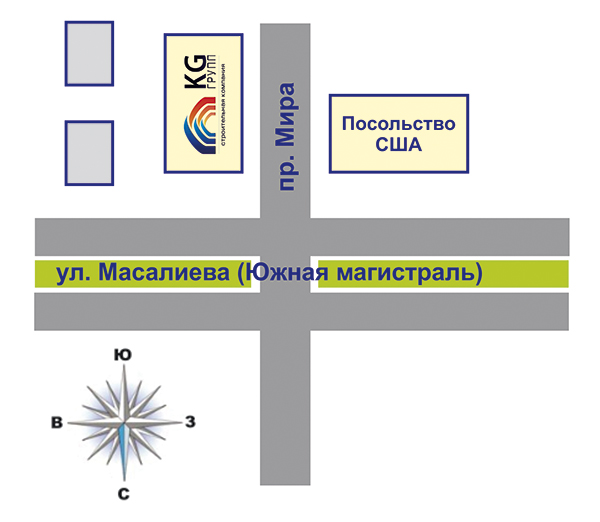 KG
ГРУПП
строительная компания
пр. Мира
Посольство
США
ул. Масалиева (Южная магистраль)
Ю
В
З
С